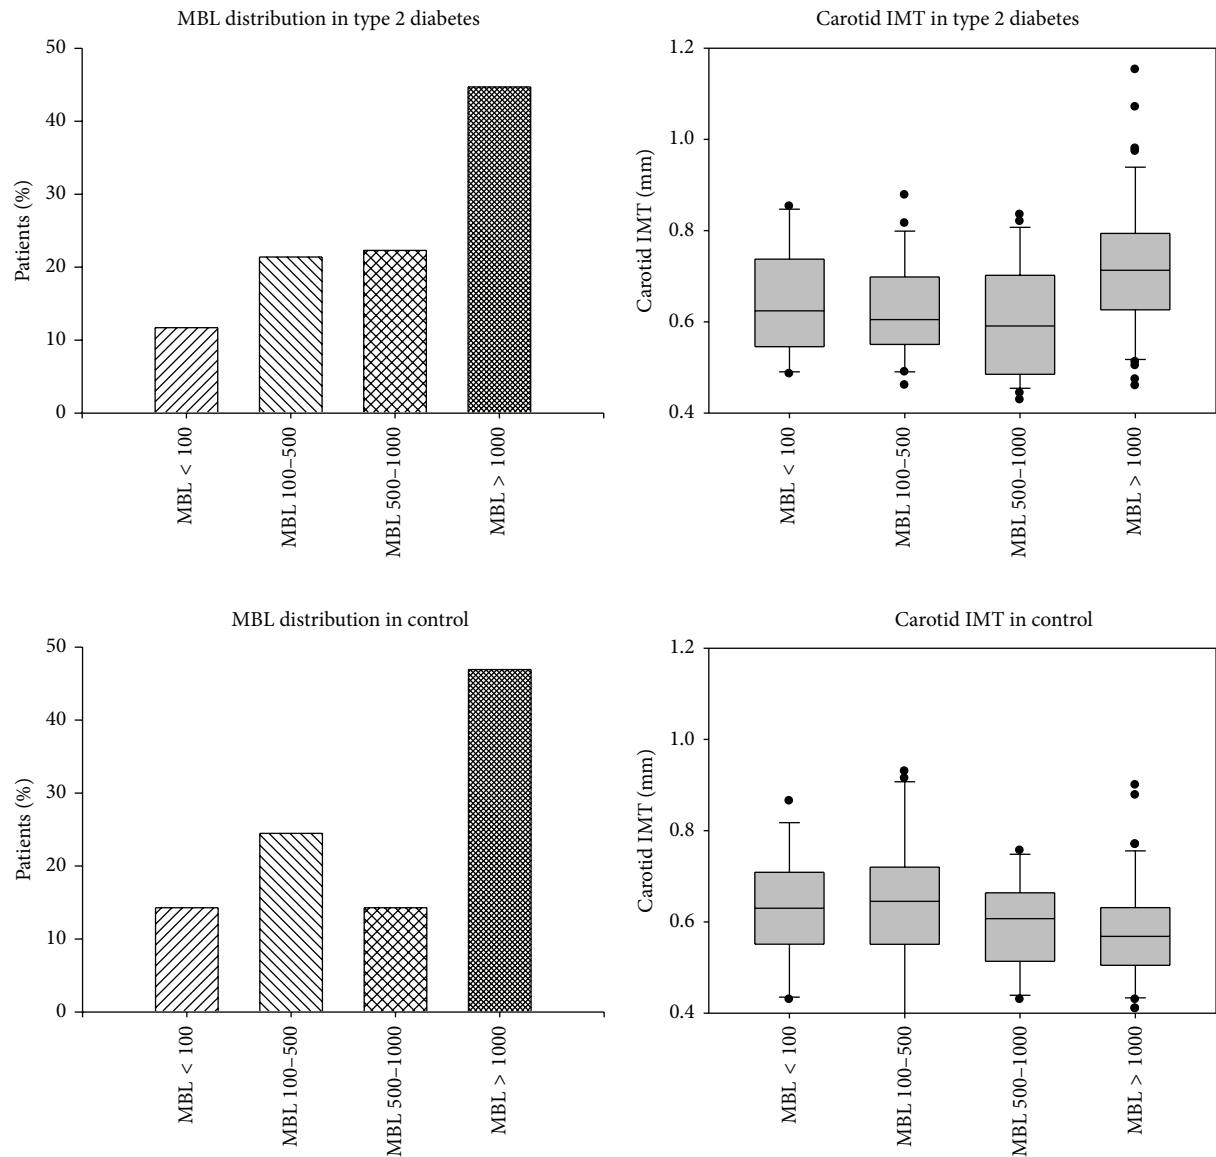 MBL distribution in type 2 diabetes
Patients (%)
50
40
30
20
10
0
MBL < 100
MBL 100–500
MBL 500–1000
MBL > 1000
Carotid IMT in type 2 diabetes
Carotid IMT (mm)
1.2
1.0
0.8
0.6
0.4
MBL < 100
MBL 100–500
MBL 500–1000
MBL > 1000
MBL distribution in control
Patients (%)
50
40
30
20
10
0
MBL < 100
MBL 100–500
MBL 500–1000
MBL > 1000
Carotid IMT in control
Carotid IMT (mm)
1.2
1.0
0.8
0.6
0.4
MBL < 100
MBL 100–500
MBL 500–1000
MBL > 1000